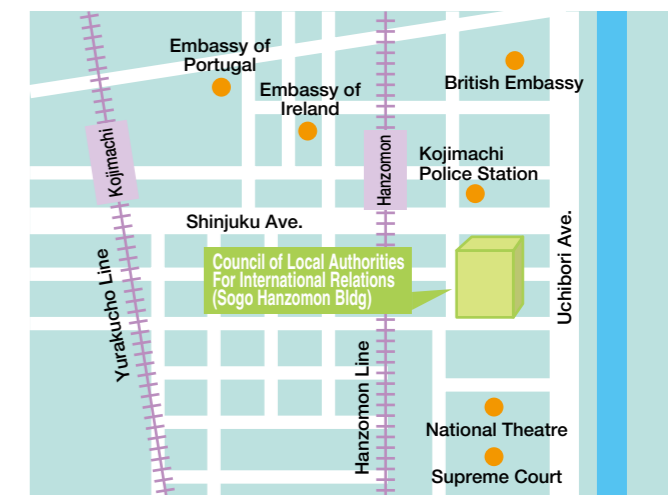 Embassy of
Portugal
Embassy of
Ireland
British Embassy
Kojimachi
Hanzomon
Kojimachi
Police Station
Shinjuku Ave.
Council of Local Authorities
For International Relations
(Sogo Hanzomon Bldg)
Uchibori Ave.
Yurakucho Line
Hanzomon Line
National Theatre
Supreme Court